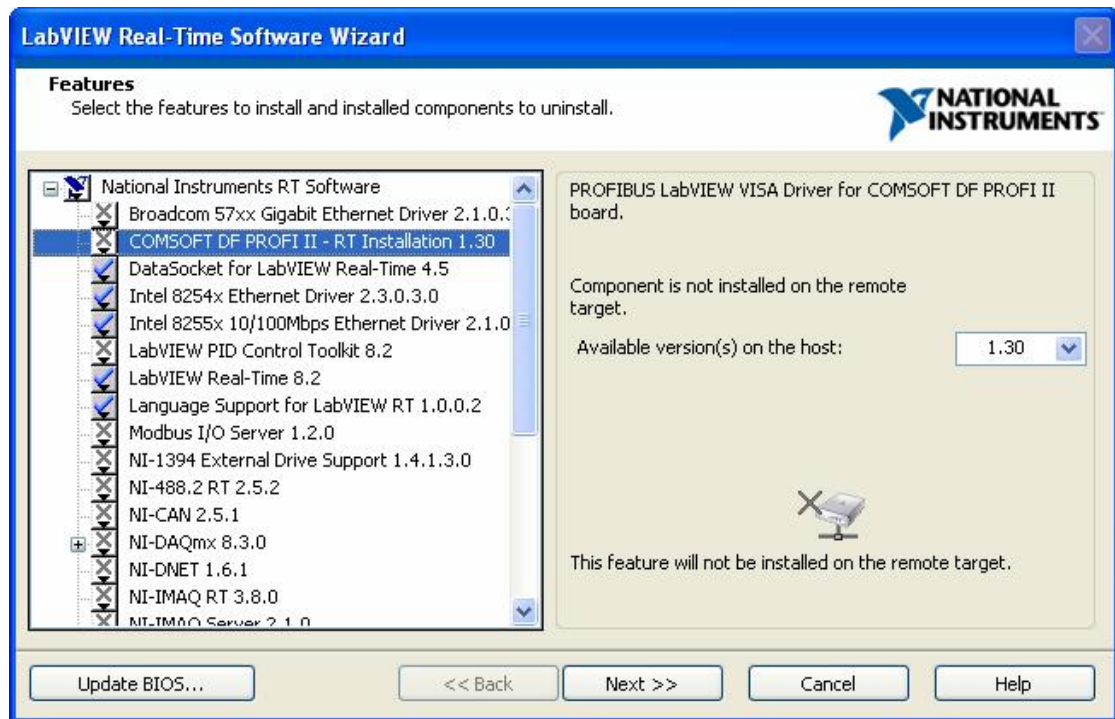 LabVIEW Real-Time Software Wizard
Features
Select the features to install and installed components to uninstall.
NATIONAL
INSTRUMENTS
National Instruments RT Software
Broadcom 57xx Gigabit Ethernet Driver 2.1.0.
COMSOFT DF PROFI II - RT Installation 1.30
DataSocket for LabVIEW Real-Time 4.5
Intel 8254x Ethernet Driver 2.3.0.3.0
Intel 8255x 10/100Mbps Ethernet Driver 2.1.0
LabVIEW PID Control Toolkit 8.2
LabVIEW Real-Time 8.2
Language Support for LabVIEW RT 1.0.0.2
Modbus I/O Server 1.2.0
NI-1394 External Drive Support 1.4.1.3.0
NI-488.2 RT 2.5.2
NI-CAN 2.5.1
NI-DAQmx 8.3.0
NI-DNET 1.6.1
NI-IMAQ RT 3.8.0
NI-IMAQ Server 2.1.0
PROFIBUS LabVIEW VISA Driver for COMSOFT DF PROFI II
board.
Component is not installed on the remote
target.
Available version(s) on the host: 1.30
This feature will not be installed on the remote target.
Update BIOS... << Back Next >> Cancel Help